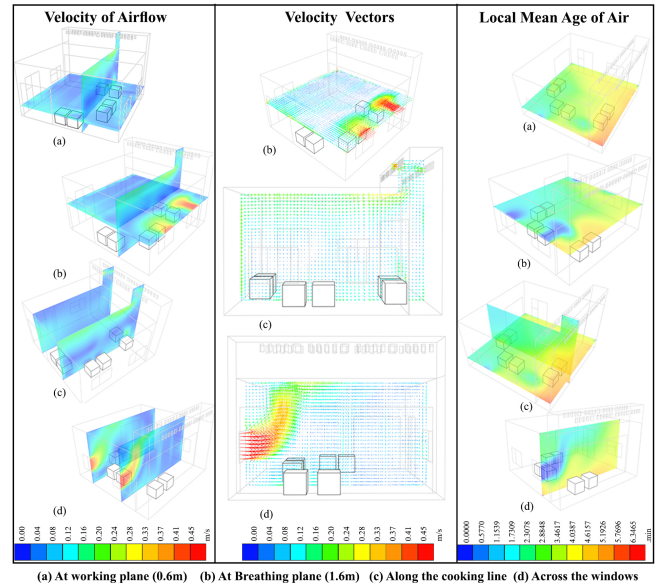 Velocity of Airflow
(a)
(b)
(c)
(d)
0.00 0.04 0.08 0.12 0.16 0.20 0.24 0.28 0.33 0.37 0.41 0.45 m/s
Velocity Vectors
(b)
(c)
(d)
0.00 0.04 0.08 0.12 0.16 0.20 0.24 0.28 0.33 0.37 0.41 0.45 m/s
Local Mean Age of Air
(a)
(b)
(c)
(d)
0.0000 0.5770 1.1539 1.7309 2.3078 2.8848 3.4617 4.0387 4.6157 5.1926 5.7696 6.3465 min
(a) At working plane (0.6m) (b) At Breathing plane (1.6m) (c) Along the cooking line (d) Across the windows